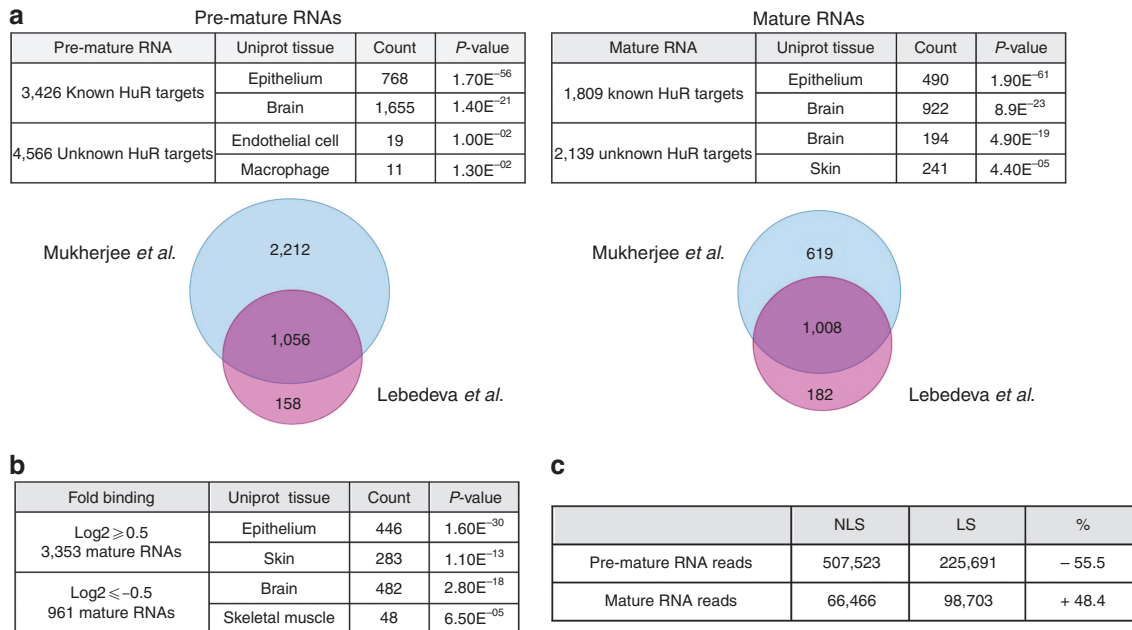 a
Pre-mature RNAs
Pre-mature RNA Uniprot tissue Count P-value
3,426 Known HuR targets
Epithelium 768 1.70E⁻⁵⁶
Brain 1,655 1.40E⁻²¹
4,566 Unknown HuR targets
Endothelial cell 19 1.00E⁻⁰²
Macrophage 11 1.30E⁻⁰²
Mukherjee et al.
2,212
1,056
158
Lebedeva et al.
Mature RNAs
Mature RNA Uniprot tissue Count P-value
1,809 known HuR targets
Epithelium 490 1.90E⁻⁶¹
Brain 922 8.9E⁻²³
2,139 unknown HuR targets
Brain 194 4.90E⁻¹⁹
Skin 241 4.40E⁻⁰⁵
Mukherjee et al.
619
1,008
182
Lebedeva et al.
b
Fold binding Uniprot tissue Count P-value
Log2⩾0.5
3,353 mature RNAs
Epithelium 446 1.60E⁻³⁰
Skin 283 1.10E⁻¹³
Log2⩽–0.5
961 mature RNAs
Brain 482 2.80E⁻¹⁸
Skeletal muscle 48 6.50E⁻⁰⁵
c
NLS LS %
Pre-mature RNA reads 507,523 225,691 – 55.5
Mature RNA reads 66,466 98,703 + 48.4